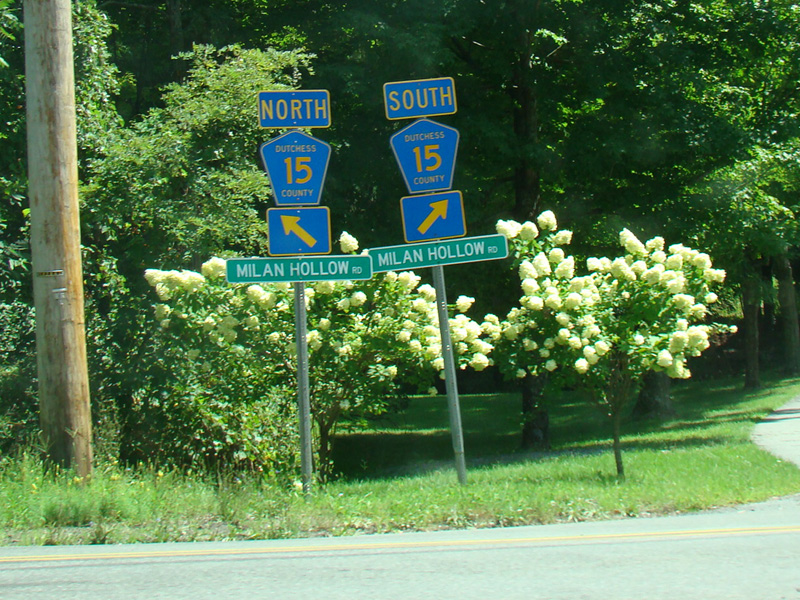 NORTH
DUTCHESS
15
COUNTY
MILAN HOLLOW RD
SOUTH
DUTCHESS
15
COUNTY
MILAN HOLLOW RD